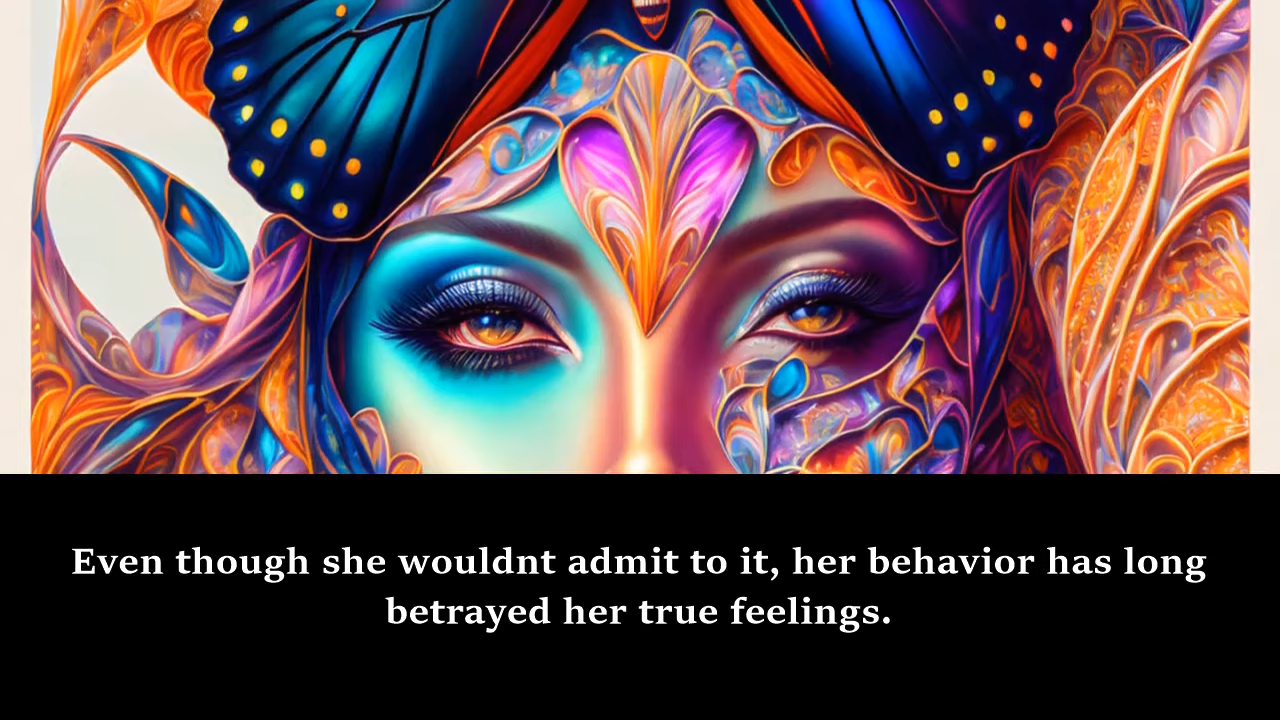 Even though she wouldnt admit to it, her behavior has long
betrayed her true feelings.